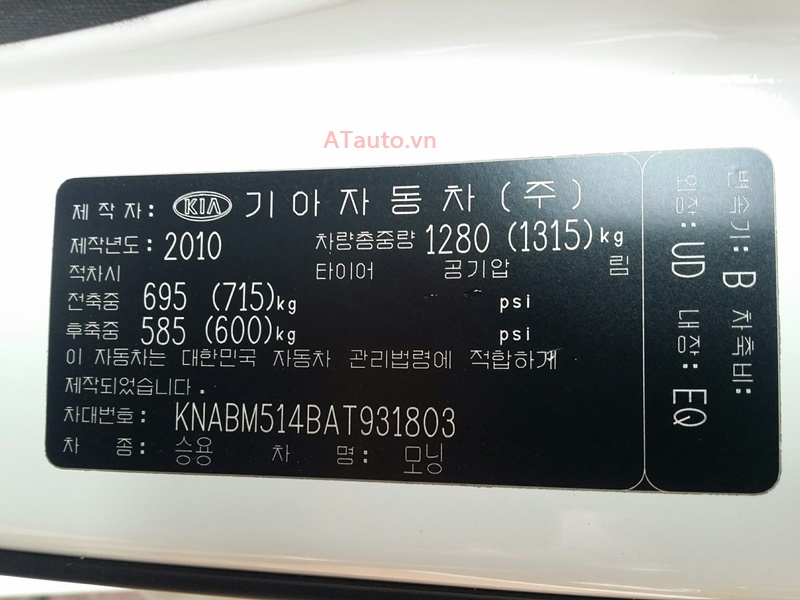 ATauto.vn
제 작 자: KIA 기 아 자 동 차 ( 주 )
제작년도: 2010 차량총중량 1280 (1315)kg
적차시 타이어 공기압 림
전축중 695 (715)kg psi
후축중 585 (600)kg psi
이 자동차는 대한민국 자동차 관리법령에 적합하게
제작되었습니다.
차대번호: KNABM514BAT931803
차 종: 승용 차 명: 모닝
변속기: B 차축비:
외장: UD 내장: EQ